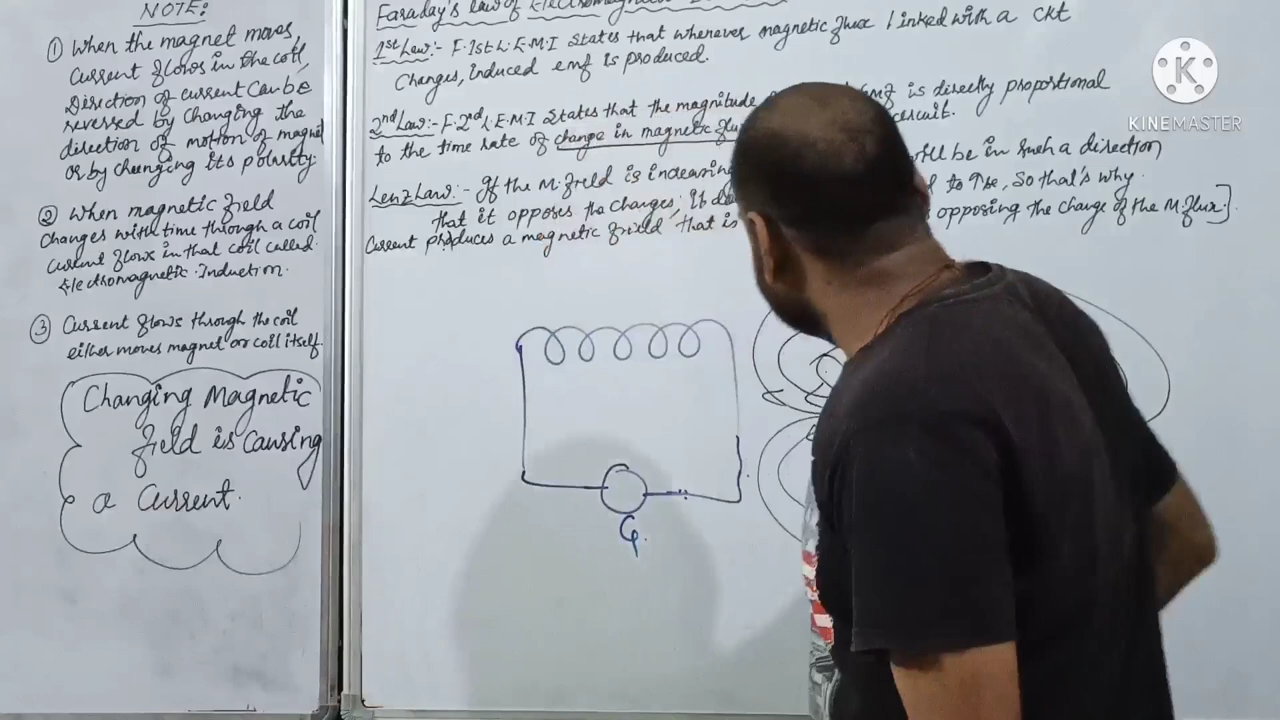 NOTE:
① When the magnet moves,
Current flows in the coil,
Direction of current Can be
reversed by Changing the
direction of motion of magnet
or by changing its polarity.
② When magnetic field
Changes with time through a coil
Current flows in that coil called
Electromagnetic Induction.
③ Current flows through the coil
either moves magnet or coil itself.
Changing Magnetic
field is Causing
a Current.
Faraday's law of Electromagnetic
1st Law:- F.1st.L.E.M.I States that whenever magnetic flux linked with a Ckt
Changes, induced emf is produced.
2nd Law:- F.2nd.L.E.M.I States that the magnitude emf is directly proportional
to the time rate of change in magnetic flux
Lenz Law:- If the M.field is increasing will be in such a direction
that it opposes the changes; It to ↑se, So that's why
Current produces a magnetic field that is opposing the change of the M.flux.]
G.
K
KINEMASTER